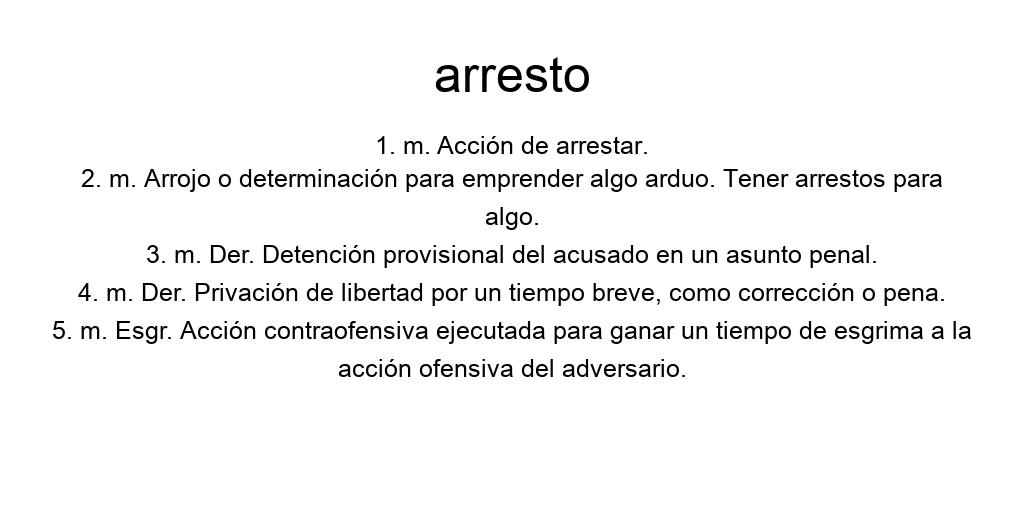 arresto
1. m. Acción de arrestar.
2. m. Arrojo o determinación para emprender algo arduo. Tener arrestos para
algo.
3. m. Der. Detención provisional del acusado en un asunto penal.
4. m. Der. Privación de libertad por un tiempo breve, como corrección o pena.
5. m. Esgr. Acción contraofensiva ejecutada para ganar un tiempo de esgrima a la
acción ofensiva del adversario.